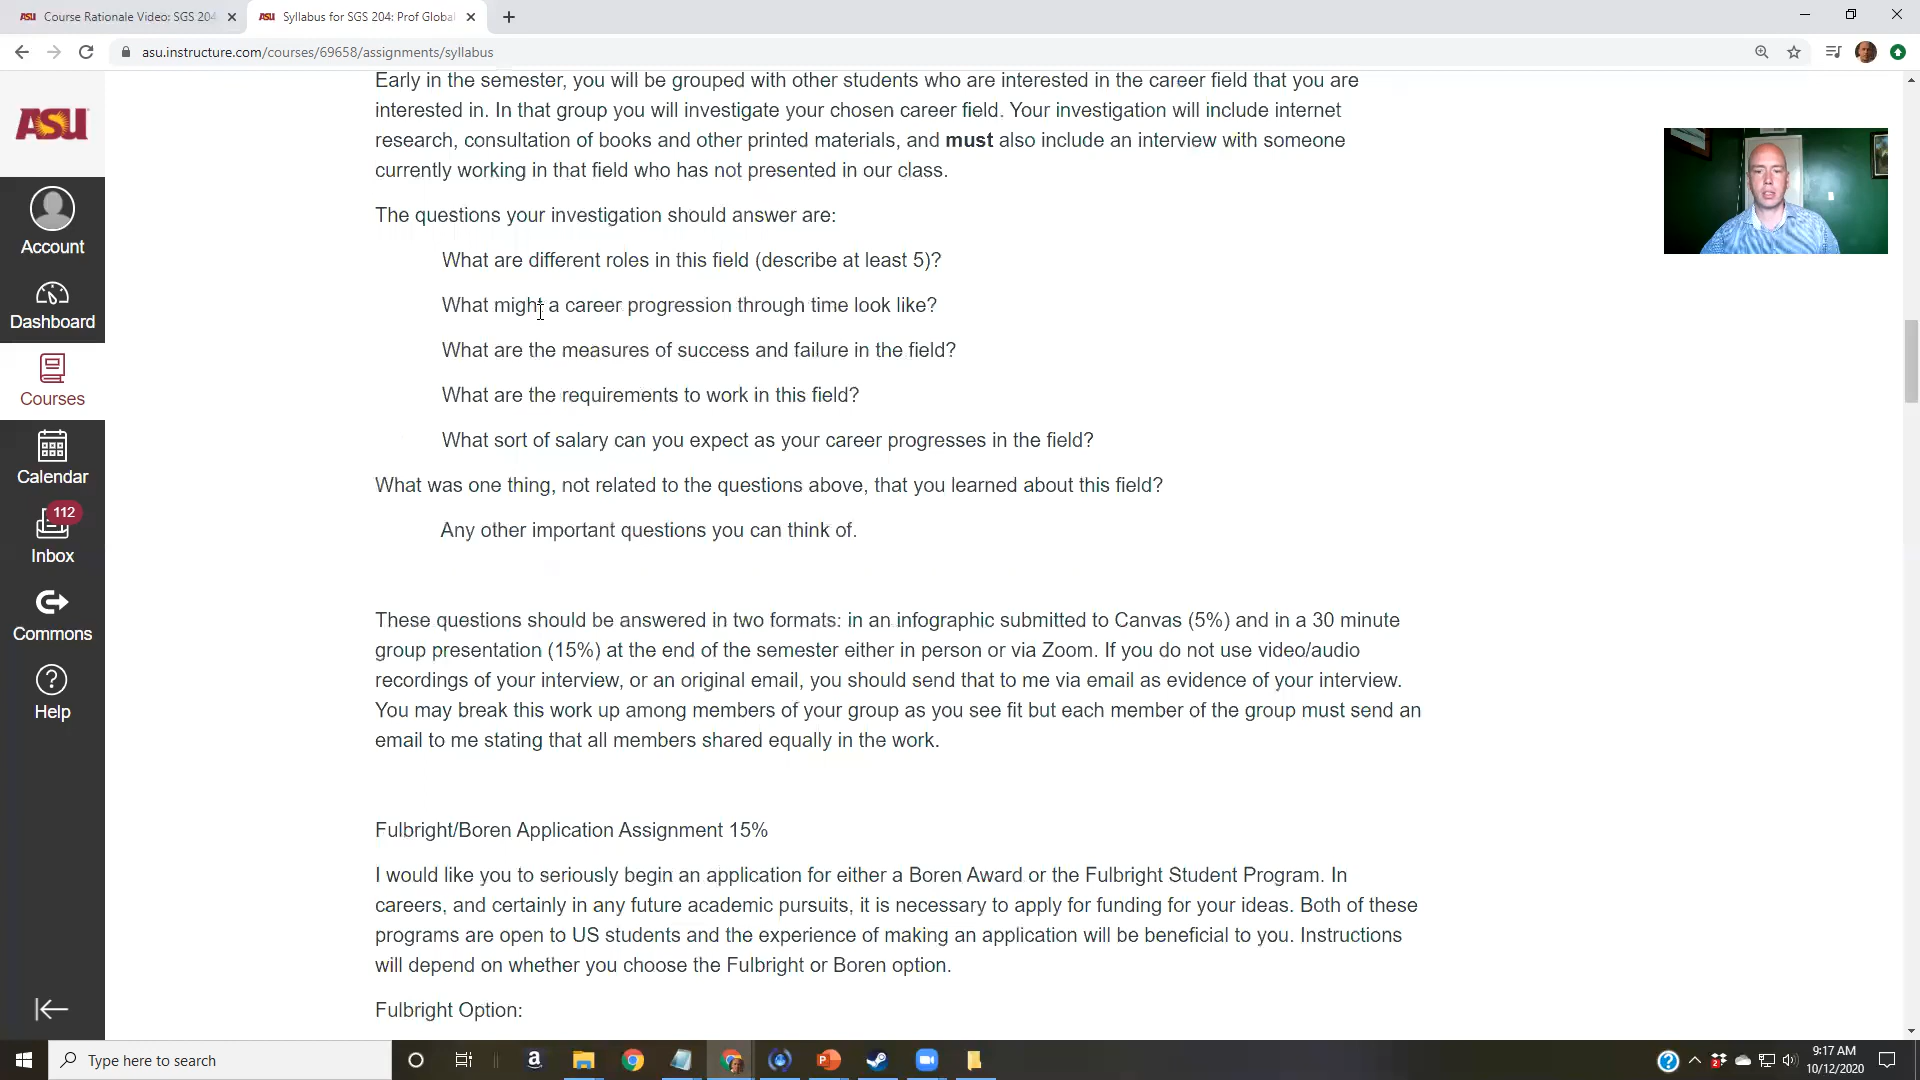 Course Rationale Video: SGS 204
Syllabus for SGS 204: Prof Global
asu.instructure.com/courses/69658/assignments/syllabus
ASU
Account
Dashboard
Courses
Calendar
112
Inbox
Commons
Help
Early in the semester, you will be grouped with other students who are interested in the career field that you are
interested in. In that group you will investigate your chosen career field. Your investigation will include internet
research, consultation of books and other printed materials, and must also include an interview with someone
currently working in that field who has not presented in our class.
The questions your investigation should answer are:
What are different roles in this field (describe at least 5)?
What might a career progression through time look like?
What are the measures of success and failure in the field?
What are the requirements to work in this field?
What sort of salary can you expect as your career progresses in the field?
What was one thing, not related to the questions above, that you learned about this field?
Any other important questions you can think of.
These questions should be answered in two formats: in an infographic submitted to Canvas (5%) and in a 30 minute
group presentation (15%) at the end of the semester either in person or via Zoom. If you do not use video/audio
recordings of your interview, or an original email, you should send that to me via email as evidence of your interview.
You may break this work up among members of your group as you see fit but each member of the group must send an
email to me stating that all members shared equally in the work.
Fulbright/Boren Application Assignment 15%
I would like you to seriously begin an application for either a Boren Award or the Fulbright Student Program. In
careers, and certainly in any future academic pursuits, it is necessary to apply for funding for your ideas. Both of these
programs are open to US students and the experience of making an application will be beneficial to you. Instructions
will depend on whether you choose the Fulbright or Boren option.
Fulbright Option:
Type here to search
9:17 AM
10/12/2020